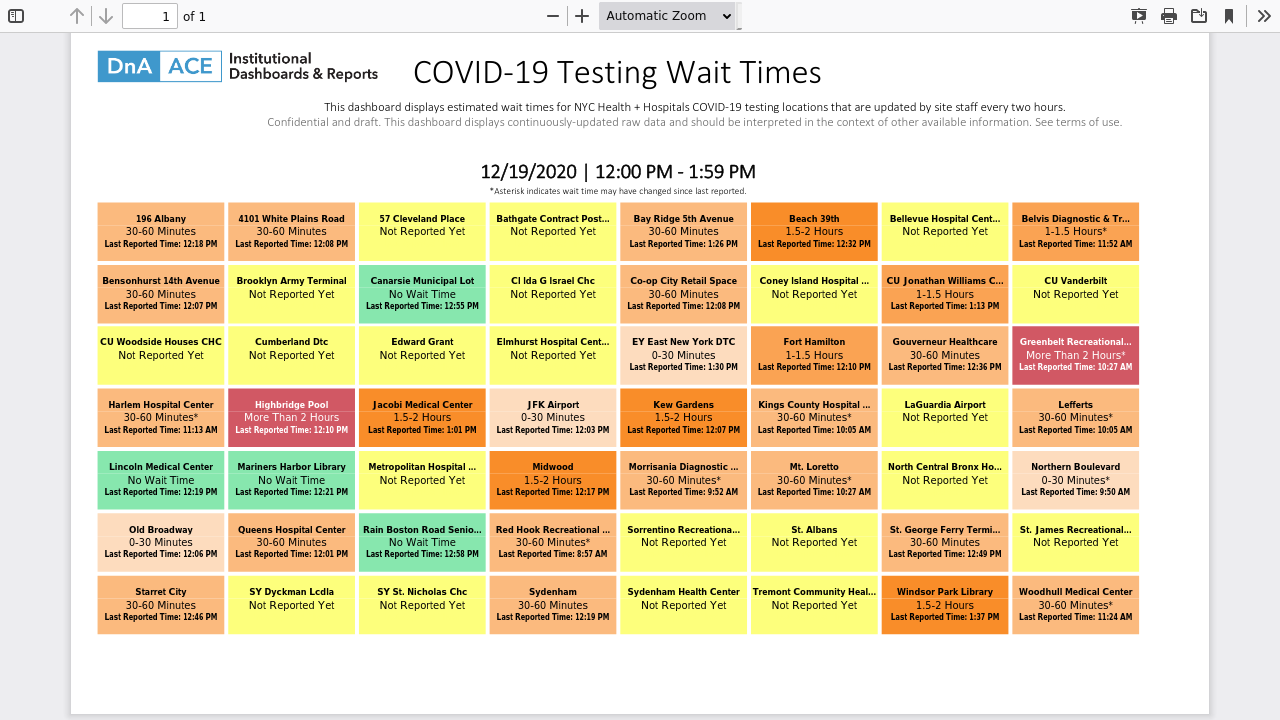 1
of 1
Automatic Zoom
DnA ACE Institutional
Dashboards & Reports
COVID-19 Testing Wait Times
This dashboard displays estimated wait times for NYC Health + Hospitals COVID-19 testing locations that are updated by site staff every two hours.
Confidential and draft. This dashboard displays continuously-updated raw data and should be interpreted in the context of other available information. See terms of use.
12/19/2020 | 12:00 PM - 1:59 PM
*Asterisk indicates wait time may have changed since last reported.
196 Albany
30-60 Minutes
Last Reported Time: 12:18 PM
4101 White Plains Road
30-60 Minutes
Last Reported Time: 12:08 PM
57 Cleveland Place
Not Reported Yet
Bathgate Contract Post...
Not Reported Yet
Bay Ridge 5th Avenue
30-60 Minutes
Last Reported Time: 1:26 PM
Beach 39th
1.5-2 Hours
Last Reported Time: 12:32 PM
Bellevue Hospital Cent...
Not Reported Yet
Belvis Diagnostic & Tr...
1-1.5 Hours*
Last Reported Time: 11:52 AM
Bensonhurst 14th Avenue
30-60 Minutes
Last Reported Time: 12:07 PM
Brooklyn Army Terminal
Not Reported Yet
Canarsie Municipal Lot
No Wait Time
Last Reported Time: 12:55 PM
Cl Ida G Israel Chc
Not Reported Yet
Co-op City Retail Space
30-60 Minutes
Last Reported Time: 12:08 PM
Coney Island Hospital ...
Not Reported Yet
CU Jonathan Williams C...
1-1.5 Hours
Last Reported Time: 1:13 PM
CU Vanderbilt
Not Reported Yet
CU Woodside Houses CHC
Not Reported Yet
Cumberland Dtc
Not Reported Yet
Edward Grant
Not Reported Yet
Elmhurst Hospital Cent...
Not Reported Yet
EY East New York DTC
0-30 Minutes
Last Reported Time: 1:30 PM
Fort Hamilton
1-1.5 Hours
Last Reported Time: 12:10 PM
Gouverneur Healthcare
30-60 Minutes
Last Reported Time: 12:36 PM
Greenbelt Recreational...
More Than 2 Hours*
Last Reported Time: 10:27 AM
Harlem Hospital Center
30-60 Minutes*
Last Reported Time: 11:13 AM
Highbridge Pool
More Than 2 Hours
Last Reported Time: 12:10 PM
Jacobi Medical Center
1.5-2 Hours
Last Reported Time: 1:01 PM
JFK Airport
0-30 Minutes
Last Reported Time: 12:03 PM
Kew Gardens
1.5-2 Hours
Last Reported Time: 12:07 PM
Kings County Hospital ...
30-60 Minutes*
Last Reported Time: 10:05 AM
LaGuardia Airport
Not Reported Yet
Lefferts
30-60 Minutes*
Last Reported Time: 10:05 AM
Lincoln Medical Center
No Wait Time
Last Reported Time: 12:19 PM
Mariners Harbor Library
No Wait Time
Last Reported Time: 12:21 PM
Metropolitan Hospital ...
Not Reported Yet
Midwood
1.5-2 Hours
Last Reported Time: 12:17 PM
Morrisania Diagnostic ...
30-60 Minutes*
Last Reported Time: 9:52 AM
Mt. Loretto
30-60 Minutes*
Last Reported Time: 10:27 AM
North Central Bronx Ho...
Not Reported Yet
Northern Boulevard
0-30 Minutes*
Last Reported Time: 9:50 AM
Old Broadway
0-30 Minutes
Last Reported Time: 12:06 PM
Queens Hospital Center
30-60 Minutes
Last Reported Time: 12:01 PM
Rain Boston Road Senio...
No Wait Time
Last Reported Time: 12:58 PM
Red Hook Recreational ...
30-60 Minutes*
Last Reported Time: 8:57 AM
Sorrentino Recreationa...
Not Reported Yet
St. Albans
Not Reported Yet
St. George Ferry Termi...
30-60 Minutes
Last Reported Time: 12:49 PM
St. James Recreational...
Not Reported Yet
Starret City
30-60 Minutes
Last Reported Time: 12:46 PM
SY Dyckman Lcdla
Not Reported Yet
SY St. Nicholas Chc
Not Reported Yet
Sydenham
30-60 Minutes
Last Reported Time: 12:19 PM
Sydenham Health Center
Not Reported Yet
Tremont Community Heal...
Not Reported Yet
Windsor Park Library
1.5-2 Hours
Last Reported Time: 1:37 PM
Woodhull Medical Center
30-60 Minutes*
Last Reported Time: 11:24 AM